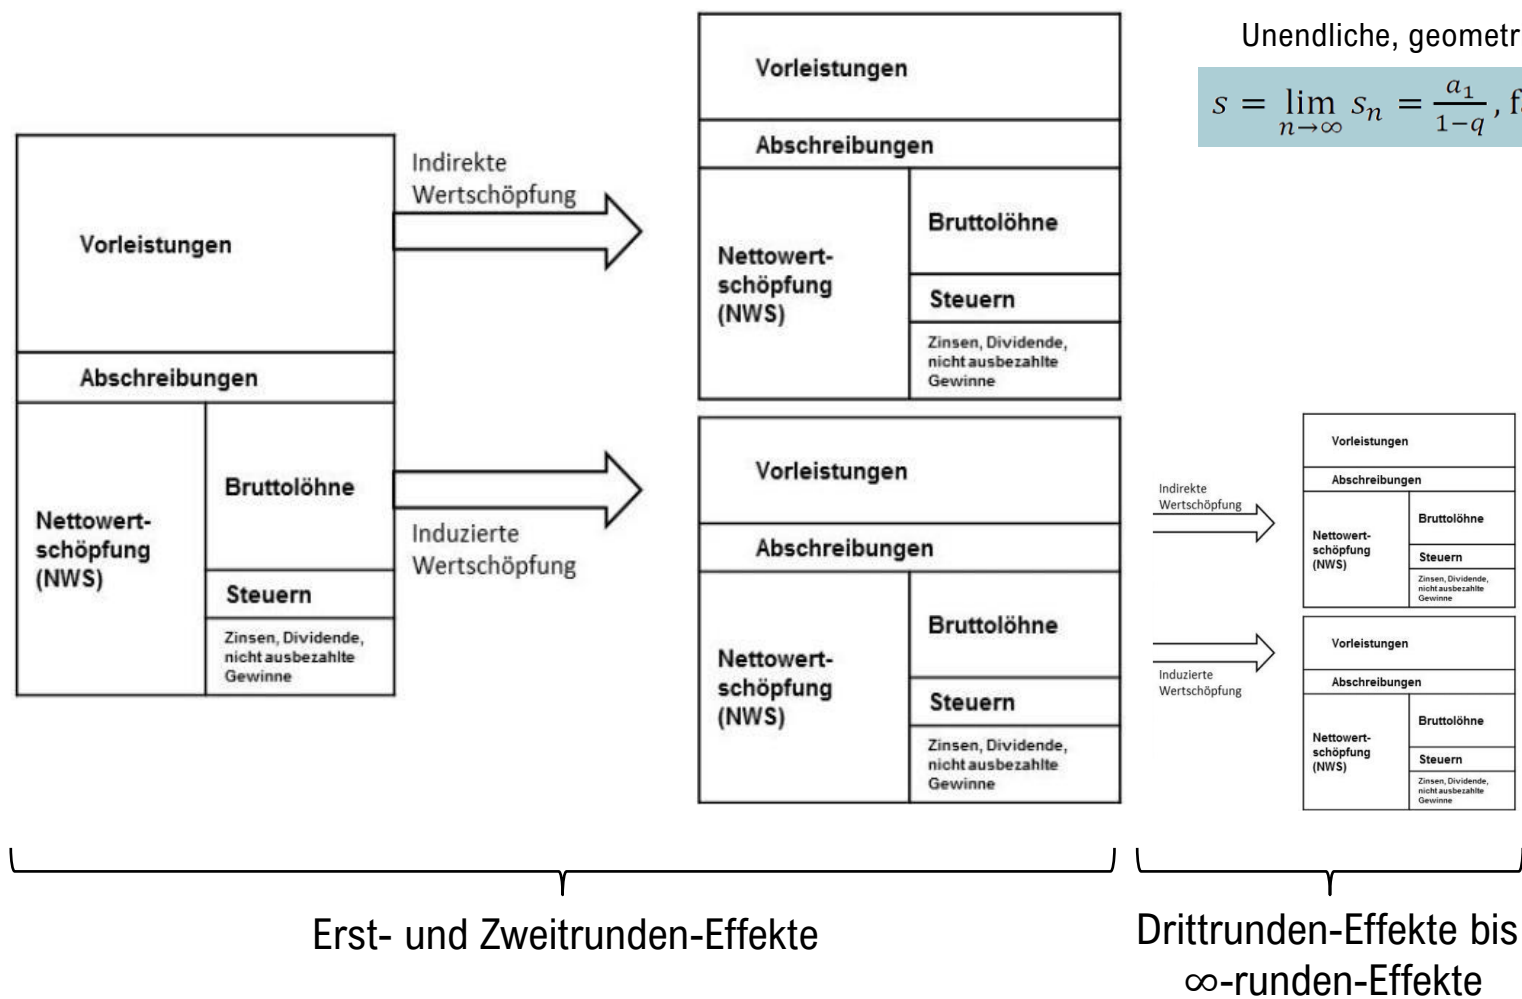 Vorleistungen
Abschreibungen
Nettowert-
schöpfung
(NWS)
Bruttolöhne
Steuern
Zinsen, Dividende,
nicht ausbezahlte
Gewinne
Indirekte
Wertschöpfung
Induzierte
Wertschöpfung
Vorleistungen
Abschreibungen
Nettowert-
schöpfung
(NWS)
Bruttolöhne
Steuern
Zinsen, Dividende,
nicht ausbezahlte
Gewinne
Vorleistungen
Abschreibungen
Nettowert-
schöpfung
(NWS)
Bruttolöhne
Steuern
Zinsen, Dividende,
nicht ausbezahlte
Gewinne
Unendliche, geometr
s = lim n→∞ sₙ = a₁/(1−q), fa
Indirekte
Wertschöpfung
Induzierte
Wertschöpfung
Vorleistungen
Abschreibungen
Nettowert-
schöpfung
(NWS)
Bruttolöhne
Steuern
Zinsen, Dividende,
nicht ausbezahlte
Gewinne
Vorleistungen
Abschreibungen
Nettowert-
schöpfung
(NWS)
Bruttolöhne
Steuern
Zinsen, Dividende,
nicht ausbezahlte
Gewinne
Erst- und Zweitrunden-Effekte
Drittrunden-Effekte bis
∞-runden-Effekte